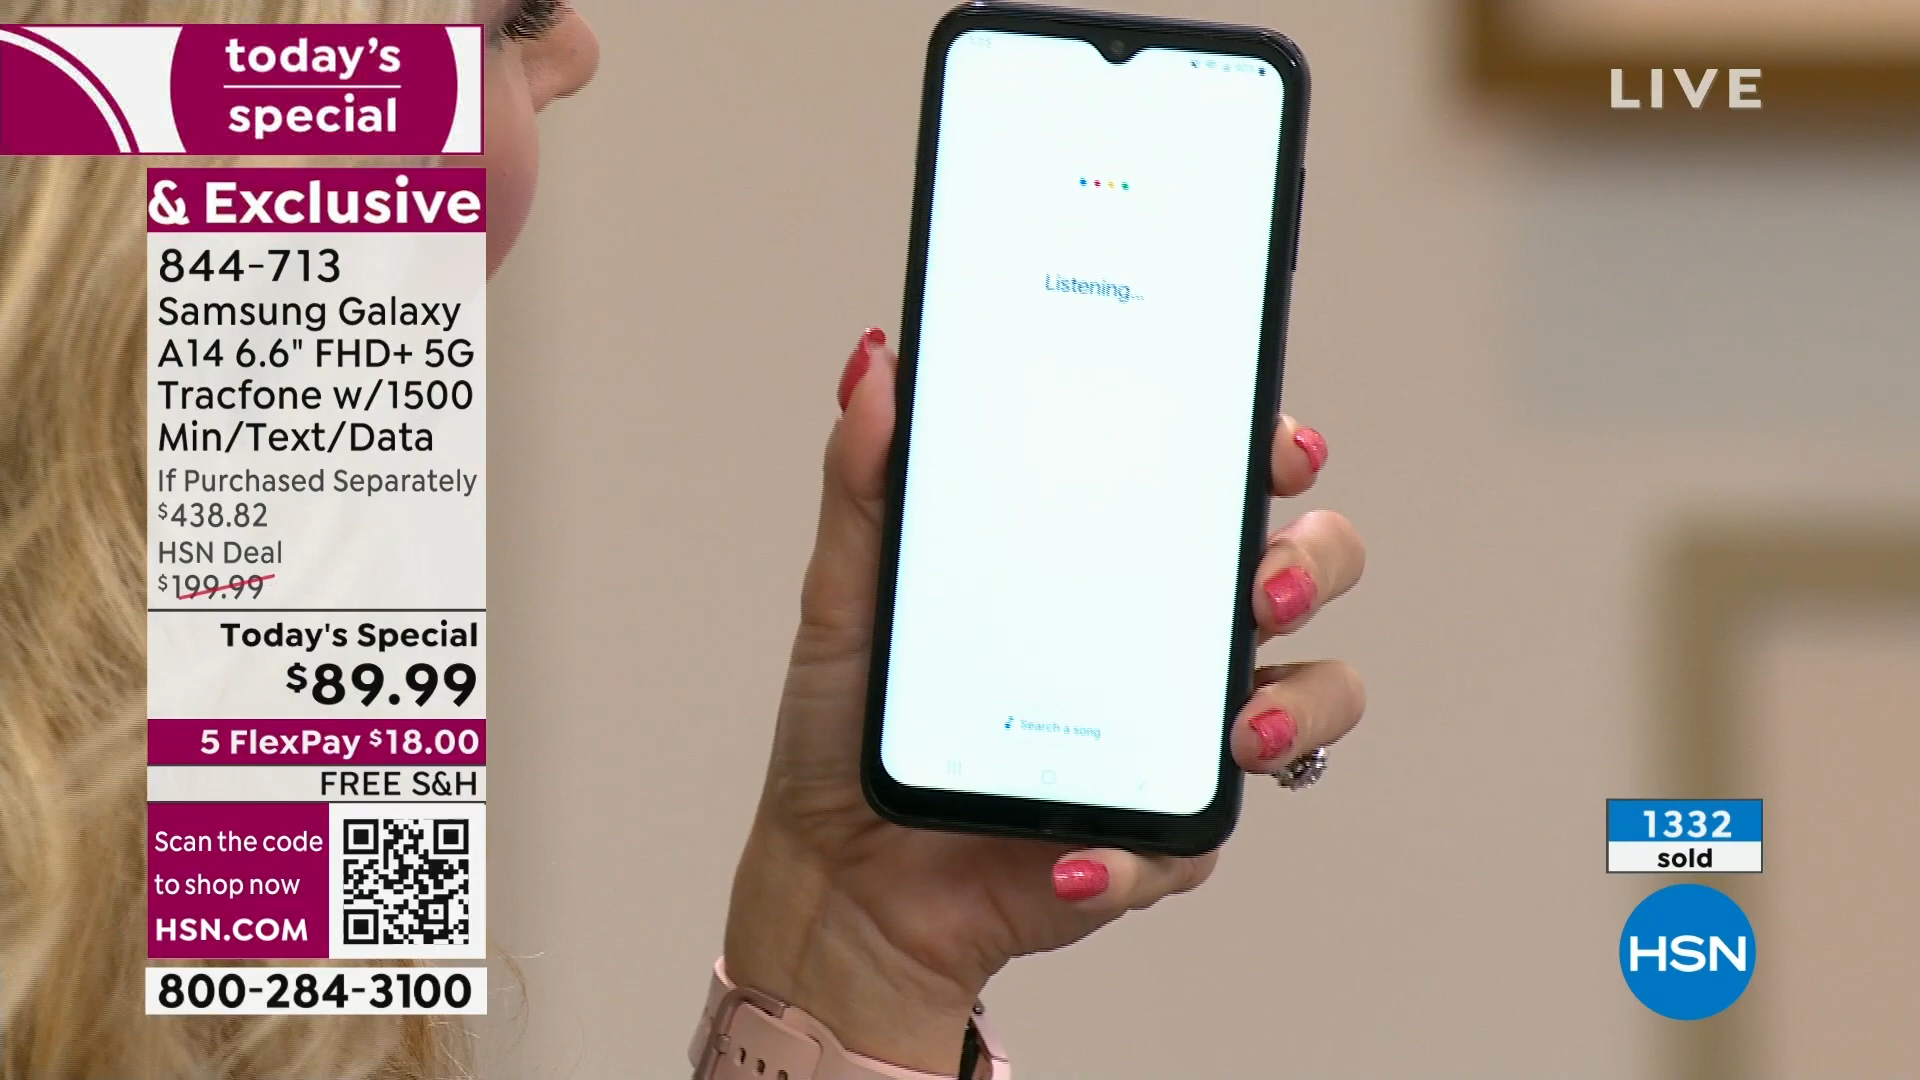 today's
special
& Exclusive
844-713
Samsung Galaxy
A14 6.6" FHD+ 5G
Tracfone w/1500
Min/Text/Data
If Purchased Separately
$438.82
HSN Deal
$199.99
Today's Special
$89.99
5 FlexPay $18.00
FREE S&H
Scan the code
to shop now
HSN.COM
800-284-3100
Listening...
Search a song
LIVE
1332
sold
HSN